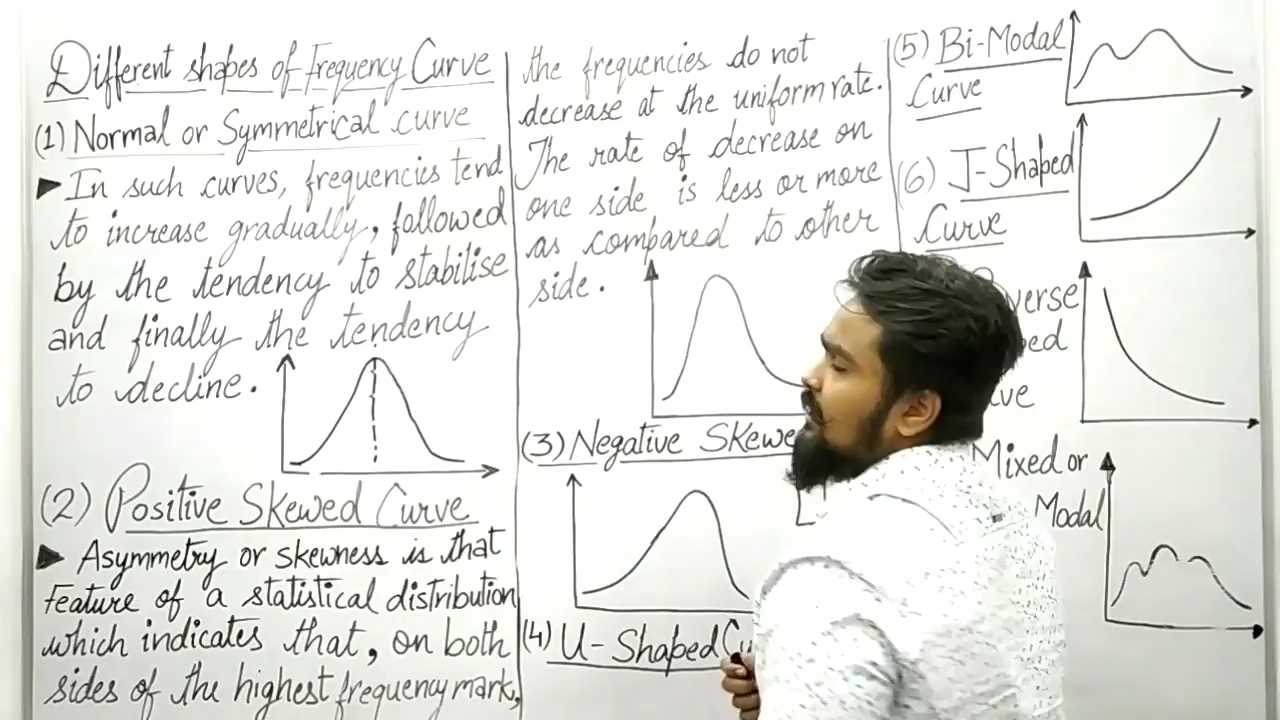 Different shapes of Frequency Curve
(1) Normal or Symmetrical curve
In such curves, frequencies tend
to increase gradually, followed
by the tendency to stabilise
and finally the tendency
to decline.
(2) Positive Skewed Curve
Asymmetry or skewness is that
Feature of a statistical distribution
which indicates that, on both
sides of the highest frequency mark,
the frequencies do not
decrease at the uniform rate.
The rate of decrease on
one side is less or more
as compared to other
side.
(3) Negative Skewe
(4) U-Shaped Cu
(5) Bi-Modal
Curve
(6) J-Shaped
Curve
verse
ped
ve
Mixed or
Modal